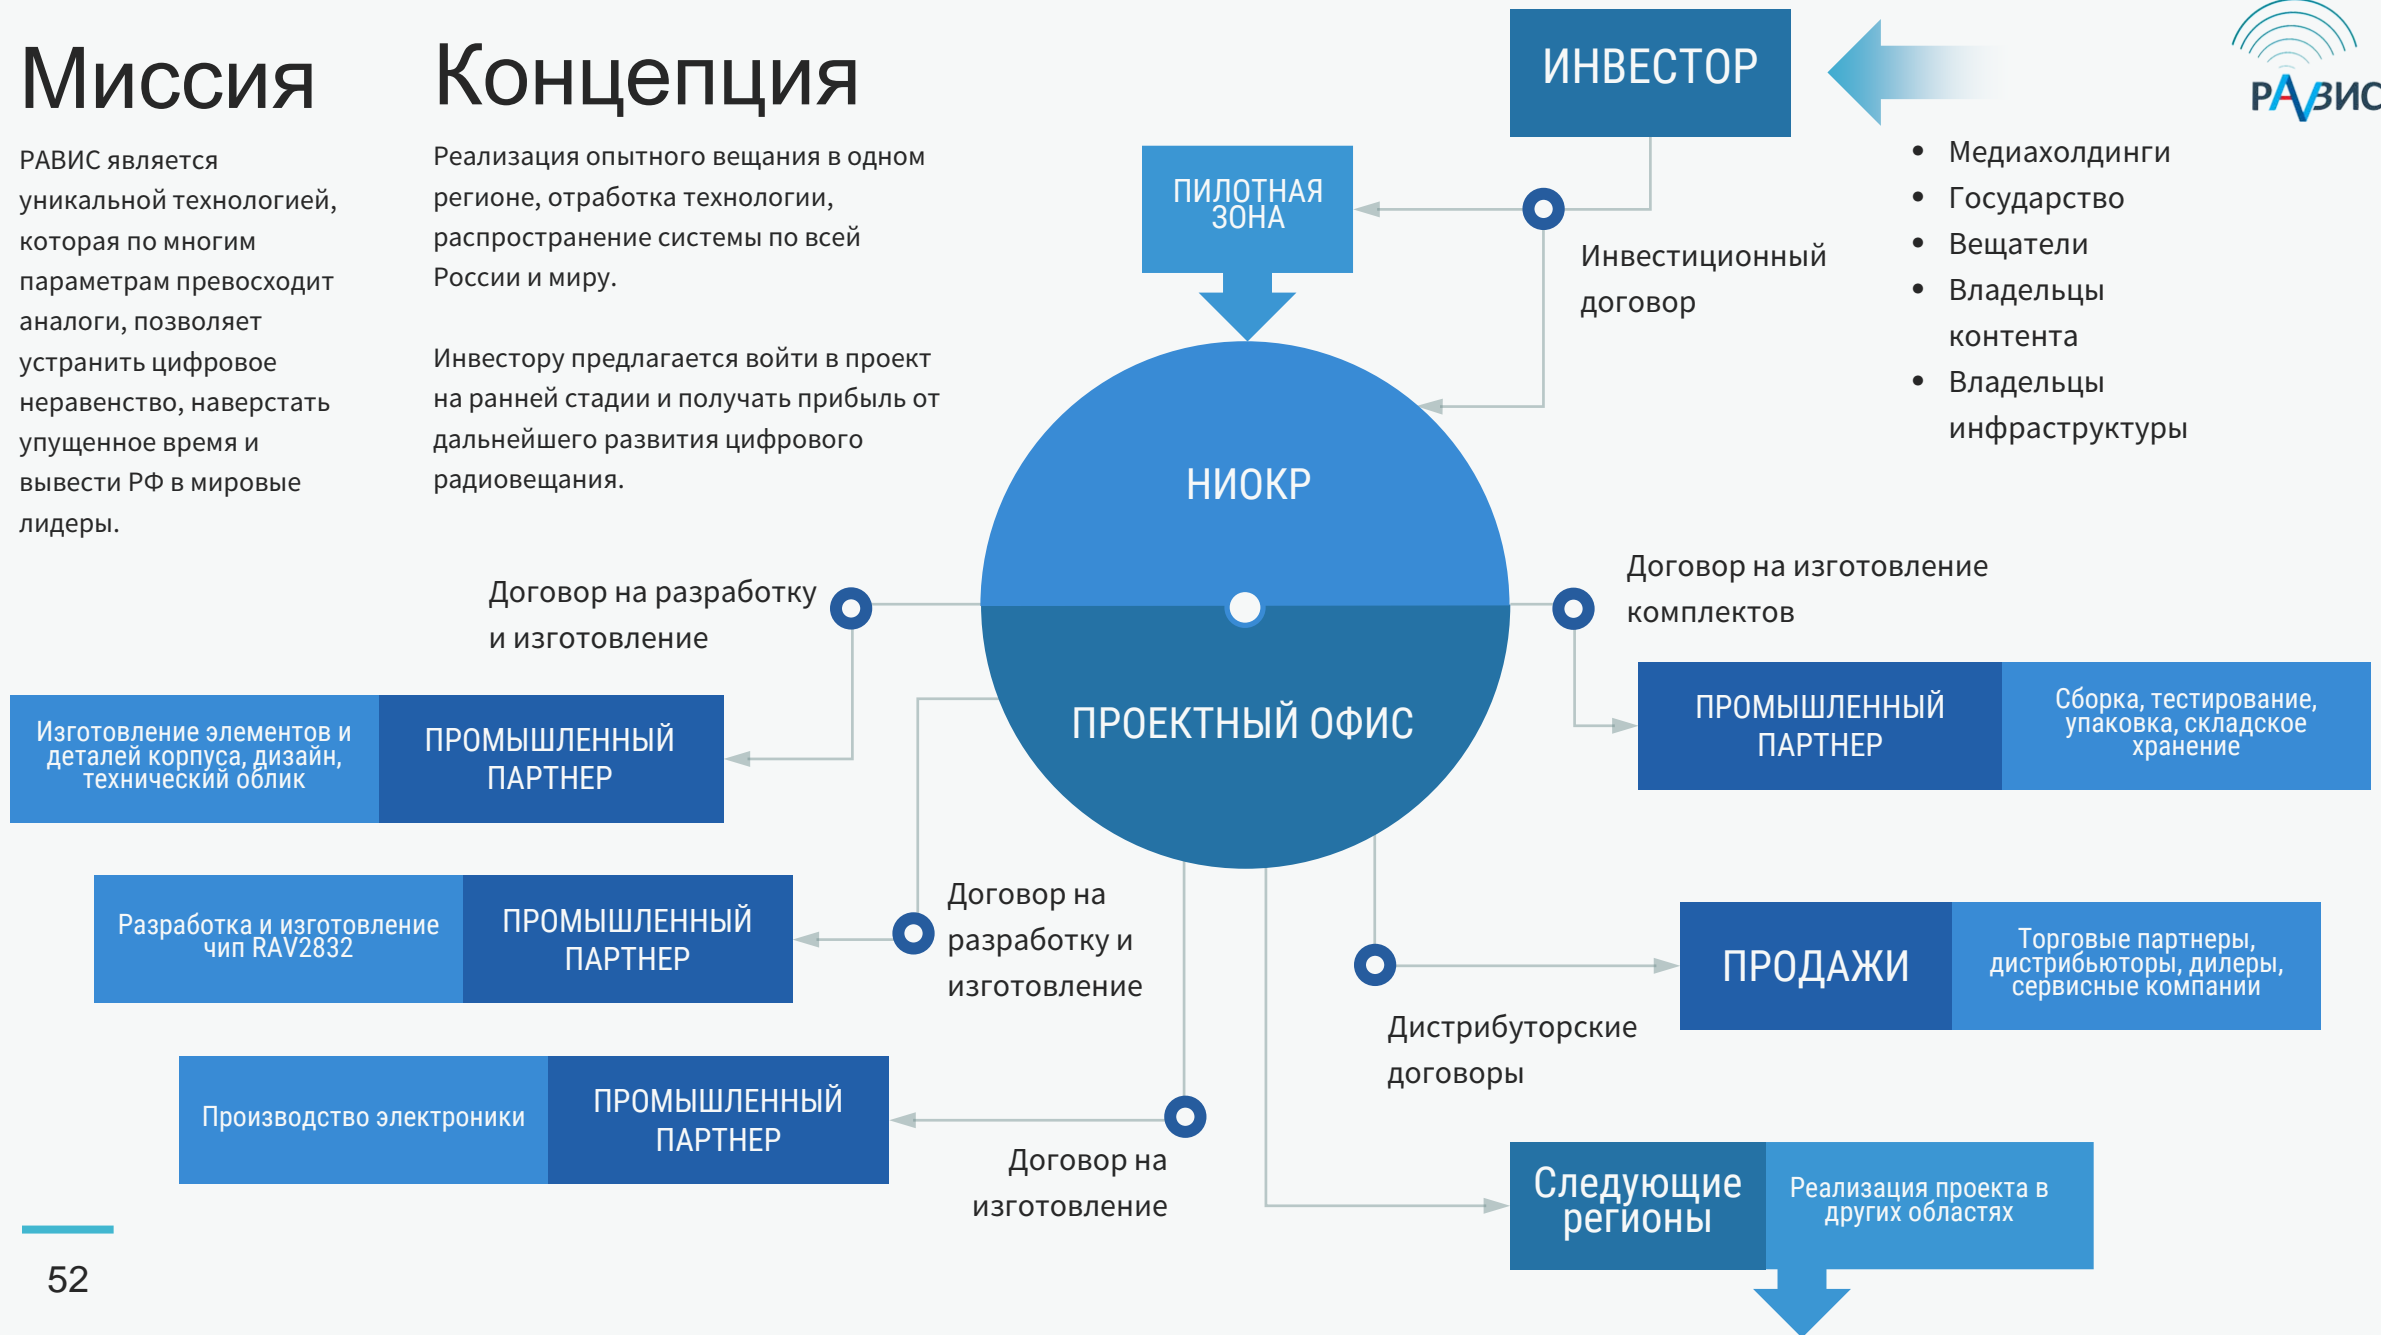 Миссия
РАВИС является
уникальной технологией,
которая по многим
параметрам превосходит
аналоги, позволяет
устранить цифровое
неравенство, наверстать
упущенное время и
вывести РФ в мировые
лидеры.
Концепция
Реализация опытного вещания в одном
регионе, отработка технологии,
распространение системы по всей
России и миру.
Инвестору предлагается войти в проект
на ранней стадии и получать прибыль от
дальнейшего развития цифрового
радиовещания.
ИНВЕСТОР
РАВИС
Медиахолдинги
Государство
Вещатели
Владельцы
контента
Владельцы
инфраструктуры
ПИЛОТНАЯ
ЗОНА
Инвестиционный
договор
НИОКР
ПРОЕКТНЫЙ ОФИС
Договор на разработку
и изготовление
Договор на изготовление
комплектов
Изготовление элементов и
деталей корпуса, дизайн,
технический облик
ПРОМЫШЛЕННЫЙ
ПАРТНЕР
ПРОМЫШЛЕННЫЙ
ПАРТНЕР
Сборка, тестирование,
упаковка, складское
хранение
Разработка и изготовление
чип RAV2832
ПРОМЫШЛЕННЫЙ
ПАРТНЕР
Договор на
разработку и
изготовление
ПРОДАЖИ
Торговые партнеры,
дистрибьюторы, дилеры,
сервисные компании
Дистрибуторские
договоры
Производство электроники
ПРОМЫШЛЕННЫЙ
ПАРТНЕР
Договор на
изготовление
Следующие
регионы
Реализация проекта в
других областях
52